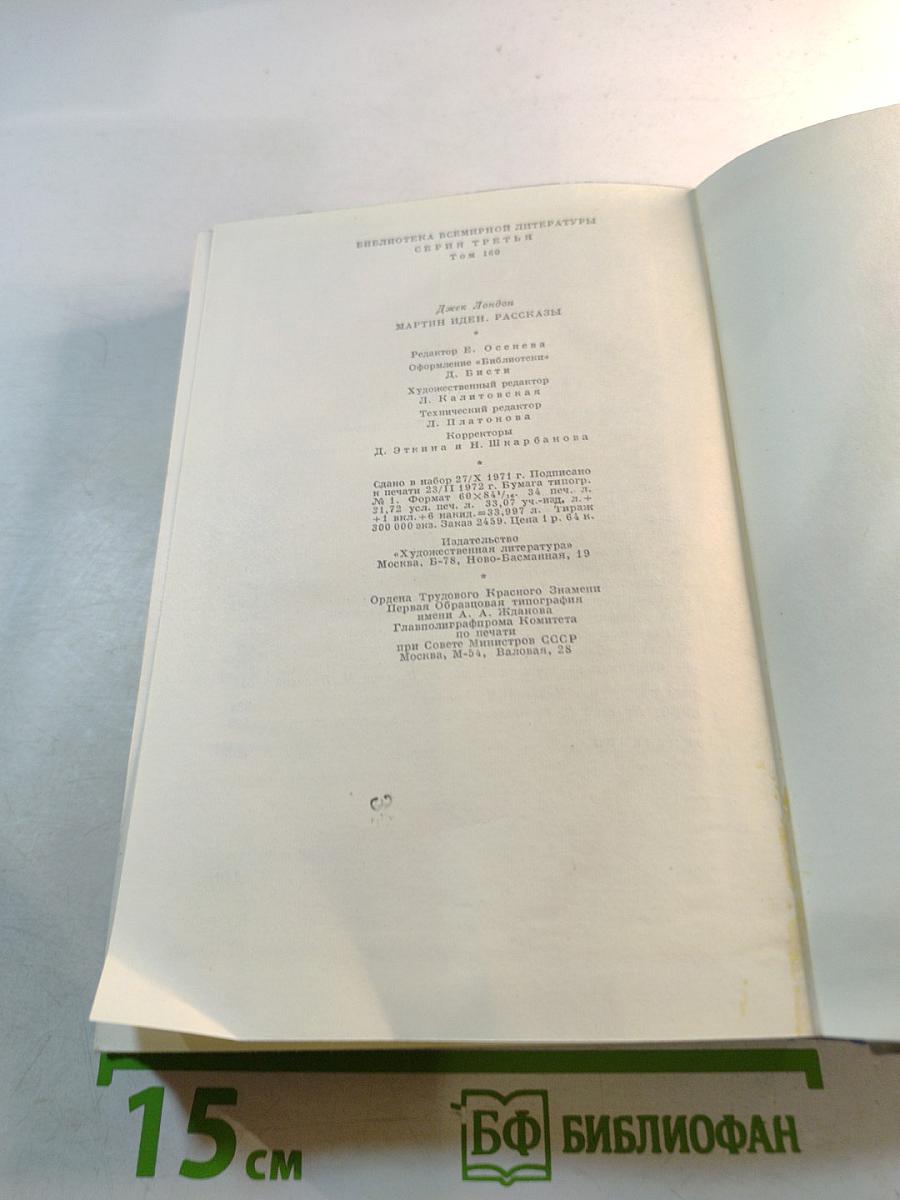 БИБЛИОТЕКА ВСЕМИРНОЙ ЛИТЕРАТУРЫ
СЕРИЯ ТРЕТЬЯ
Том 160
Джек Лондон
МАРТИН ИДЕН. РАССКАЗЫ
*
Редактор Е. Осенева
Оформление «Библиотеки»
Д. Бисти
Художественный редактор
Л. Калитовская
Технический редактор
Л. Платонова
Корректоры
Д. Эткина и Н. Шкарбанова
*
Сдано в набор 27/X 1971 г. Подписано
к печати 23/II 1972 г. Бумага типогр.
№ 1. Формат 60×84 1/16. 34 печ. л.
31,72 усл. печ. л. 33,07 уч.-изд. л.+
+1 вкл.+6 накид.=33,997 л. Тираж
300 000 экз. Заказ 2459. Цена 1 р. 64 к.
Издательство
«Художественная литература»
Москва, Б-78, Ново-Басманная, 19
*
Ордена Трудового Красного Знамени
Первая Образцовая типография
имени А. А. Жданова
Главполиграфпрома Комитета
по печати
при Совете Министров СССР
Москва, М-54, Валовая, 28
15 см
БФ БИБЛИОФАН